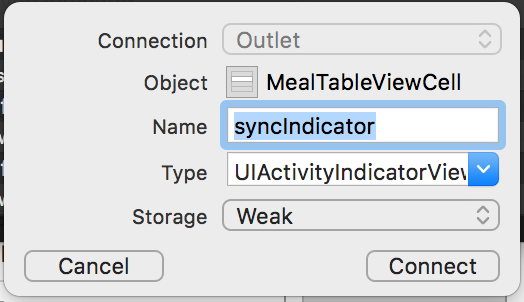 Connection Outlet
Object MealTableViewCell
Name syncIndicator
Type UIActivityIndicatorView
Storage Weak
Cancel Connect